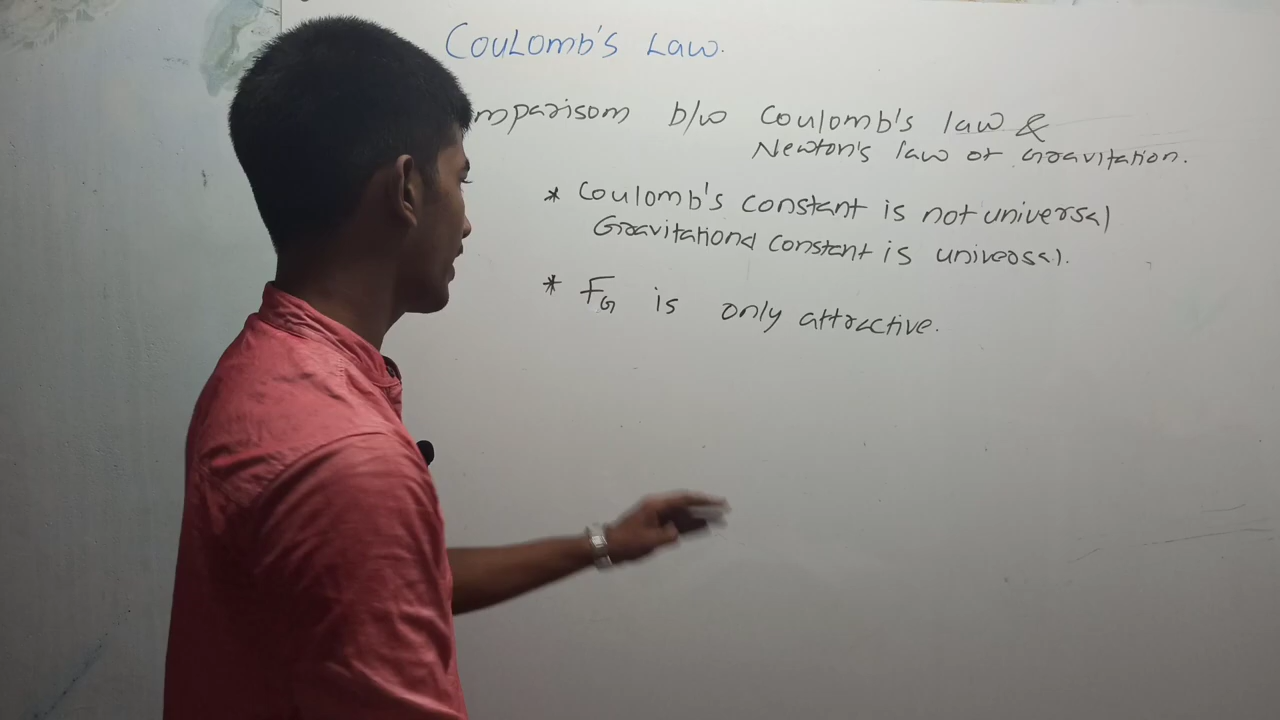 Coulomb's Law.
mparisom b/w Coulomb's law &
Newton's law of Gravitation.
* Coulomb's constant is not universal
Gravitational constant is universal.
* FG is only attractive.